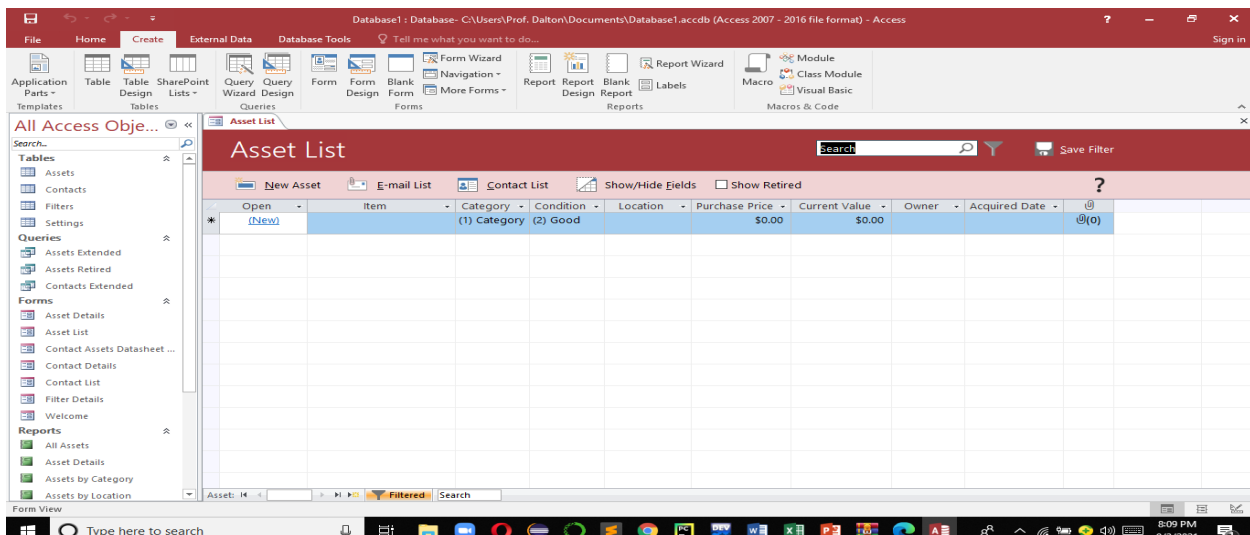 Database1 : Database- C:\Users\Prof. Dalton\Documents\Database1.accdb (Access 2007 - 2016 file format) - Access
?
File Home Create External Data Database Tools Tell me what you want to do... Sign in
Application Parts
Table
Table Design
SharePoint Lists
Query Wizard
Query Design
Form
Form Design
Blank Form
Form Wizard
Navigation
More Forms
Report
Report Design
Blank Report
Report Wizard
Labels
Macro
Module
Class Module
Visual Basic
Templates Tables Queries Forms Reports Macros & Code
All Access Obje...
Search...
Tables
Assets
Contacts
Filters
Settings
Queries
Assets Extended
Assets Retired
Contacts Extended
Forms
Asset Details
Asset List
Contact Assets Datasheet ...
Contact Details
Contact List
Filter Details
Welcome
Reports
All Assets
Asset Details
Assets by Category
Assets by Location
Asset List
Asset List Search Save Filter
New Asset E-mail List Contact List Show/Hide Fields Show Retired ?
Open Item Category Condition Location Purchase Price Current Value Owner Acquired Date
(New) (1) Category (2) Good $0.00 $0.00 (0)
Asset: Filtered Search
Form View
Type here to search
PC DEV
8:09 PM